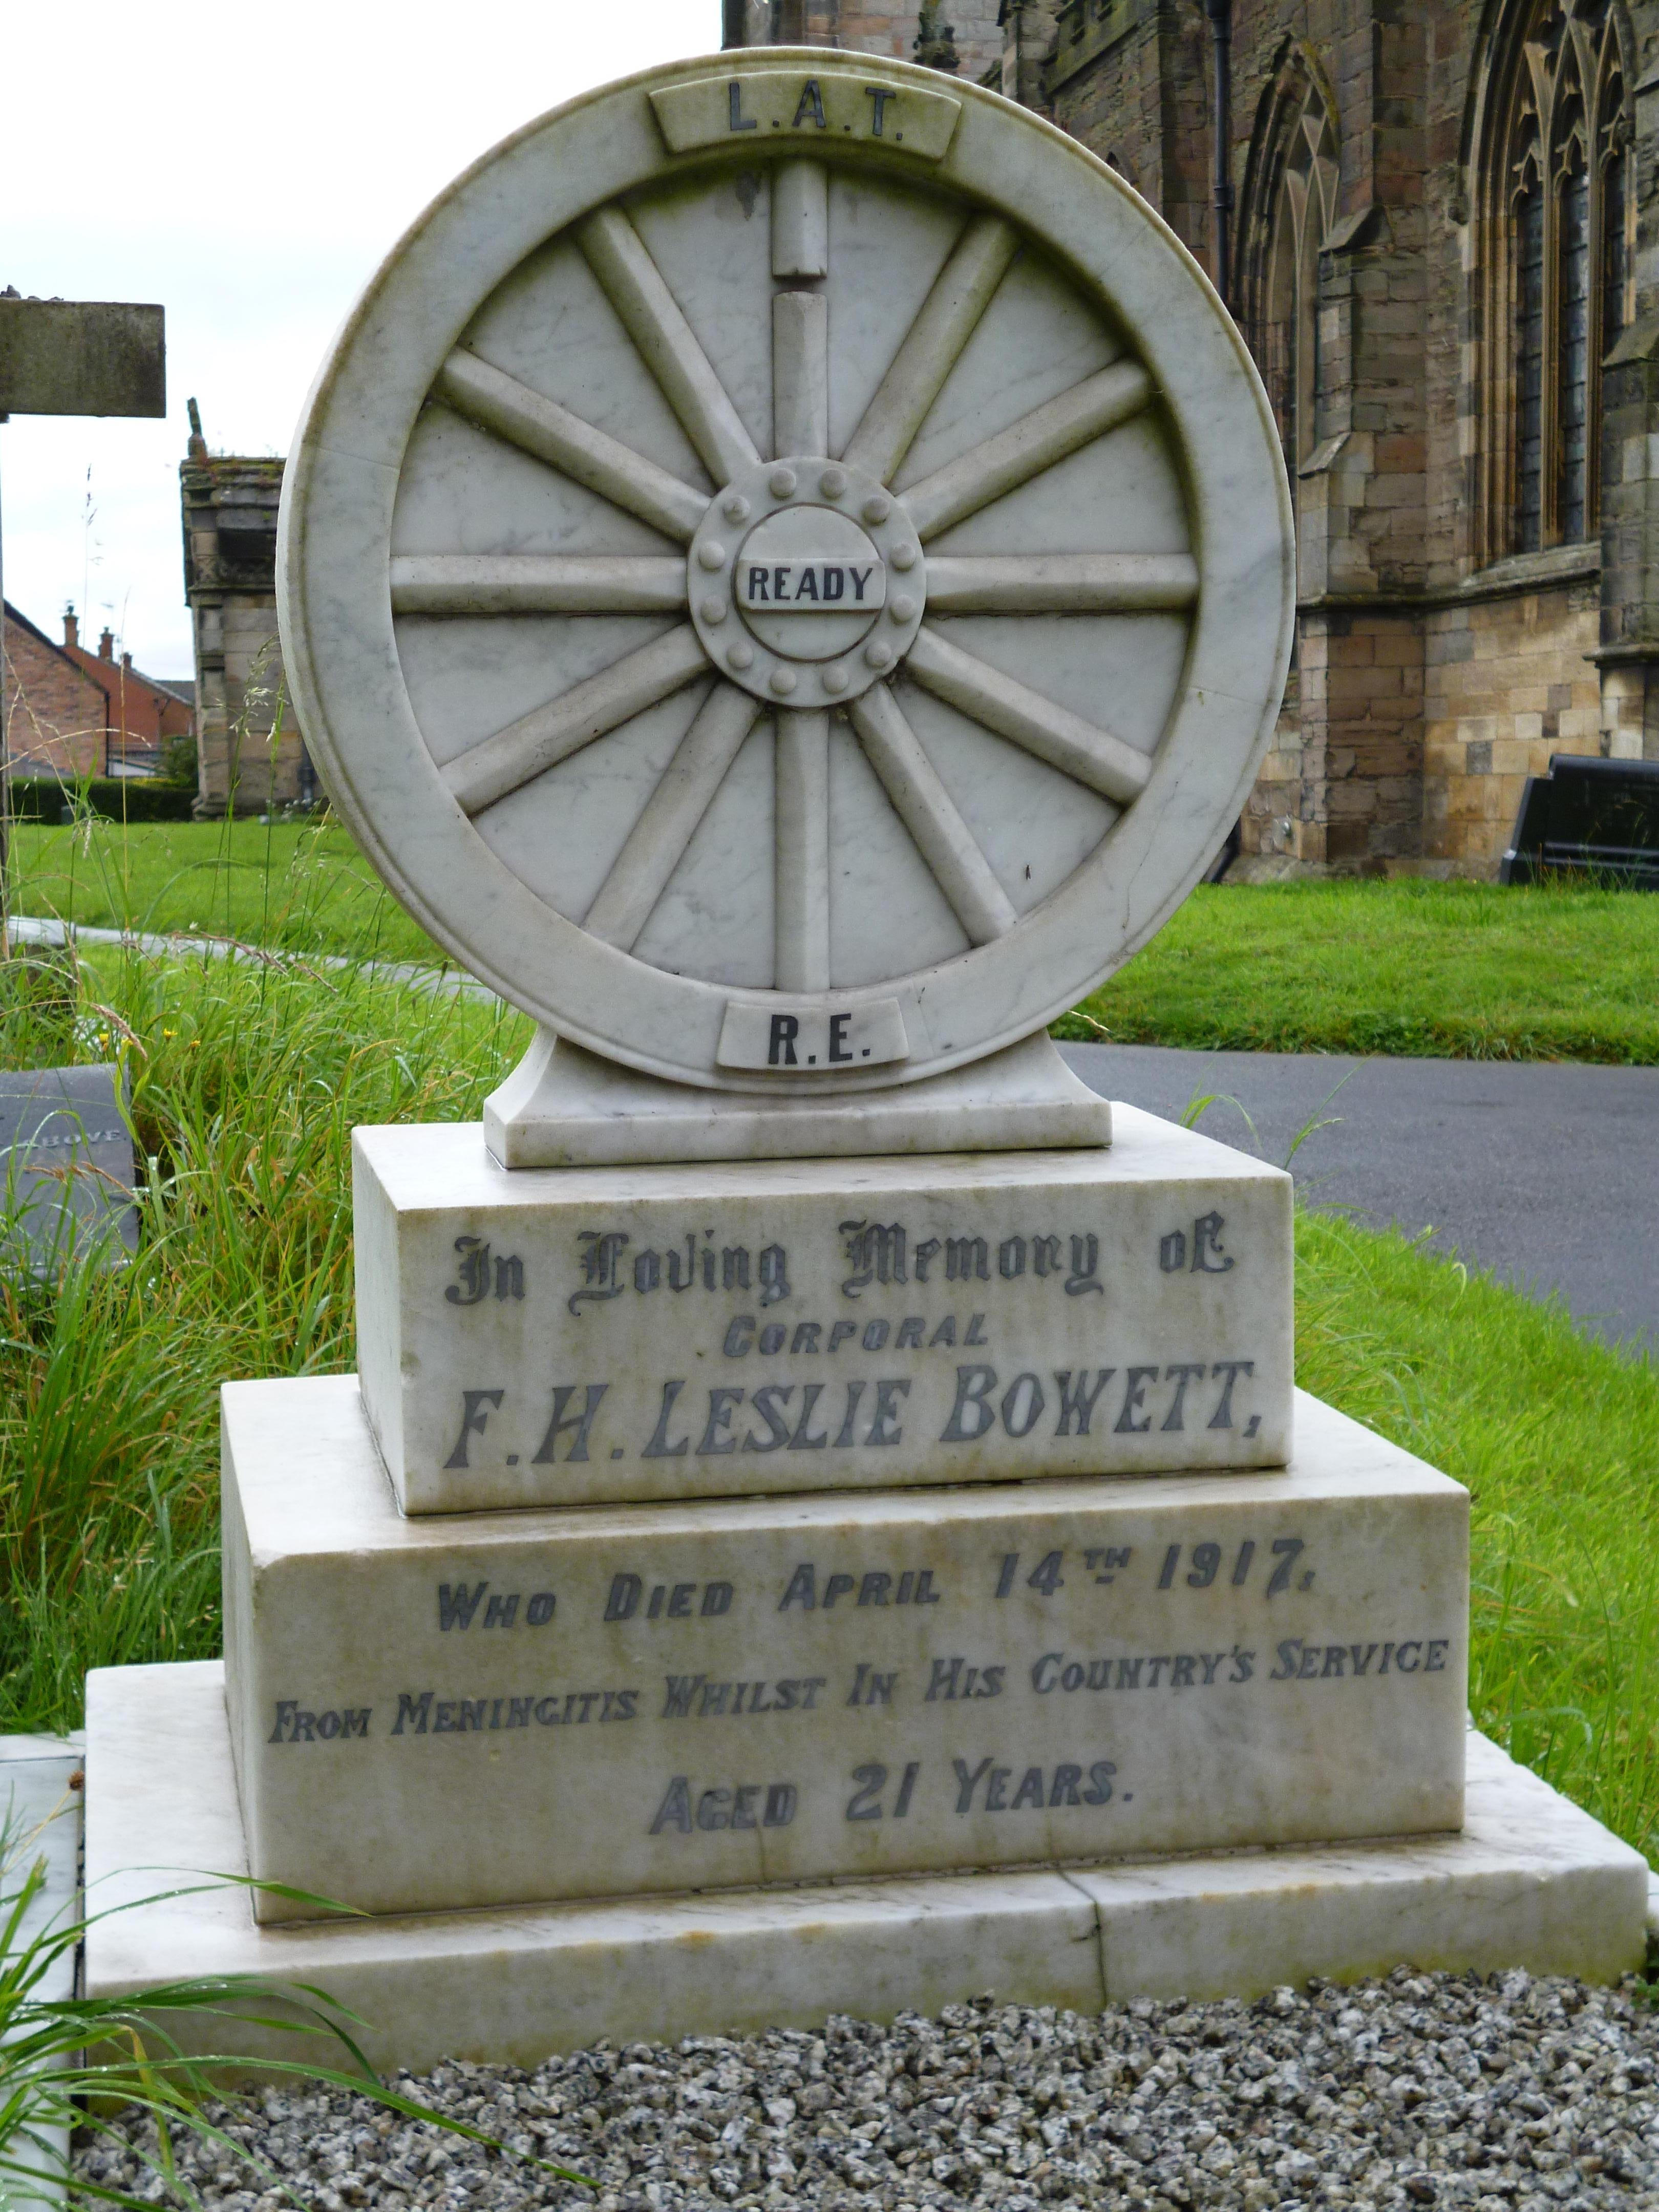 L.A.T.
READY
R.E.
In Loving Memory of
CORPORAL
F.H. LESLIE BOWETT,
WHO DIED APRIL 14TH 1917,
FROM MENINGITIS WHILST IN HIS COUNTRY'S SERVICE
AGED 21 YEARS.
ABOVE,